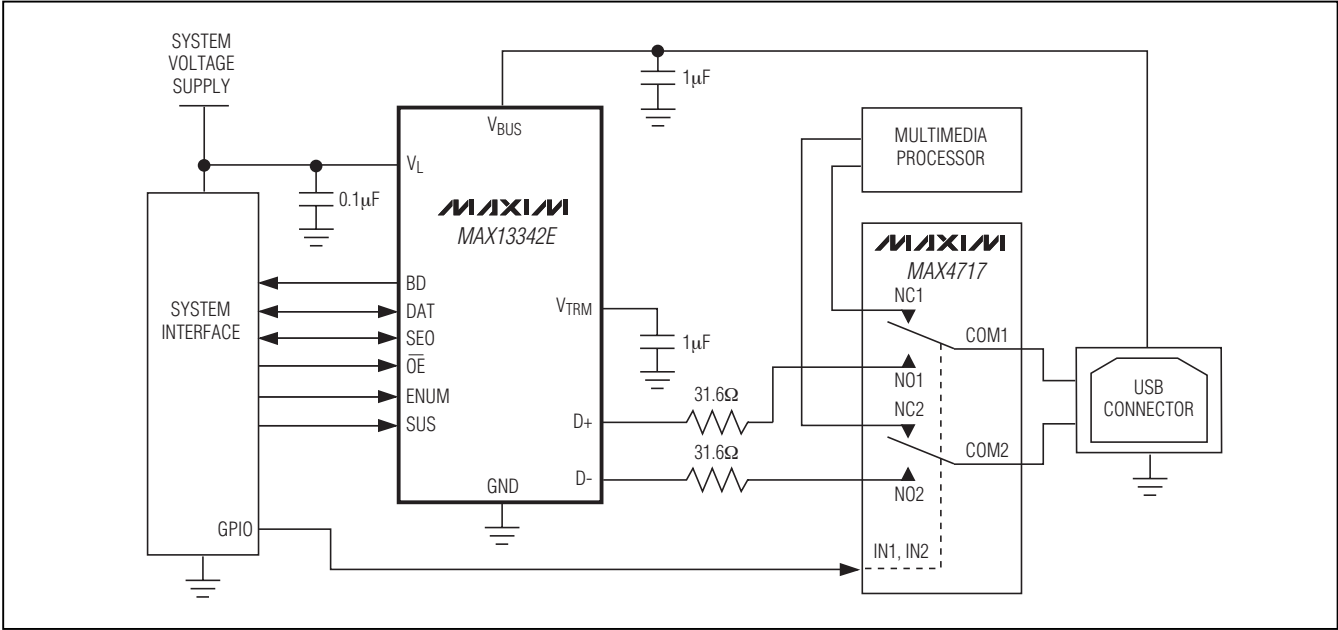 SYSTEM
VOLTAGE
SUPPLY
1µF
VBUS
MULTIMEDIA
PROCESSOR
VL
0.1µF
MAXIM
MAX13342E
MAXIM
MAX4717
SYSTEM
INTERFACE
BD
DAT
SEO
OE
ENUM
SUS
VTRM
1µF
NC1
COM1
NO1
NC2
COM2
NO2
USB
CONNECTOR
D+
31.6Ω
D-
31.6Ω
GND
GPIO
IN1, IN2